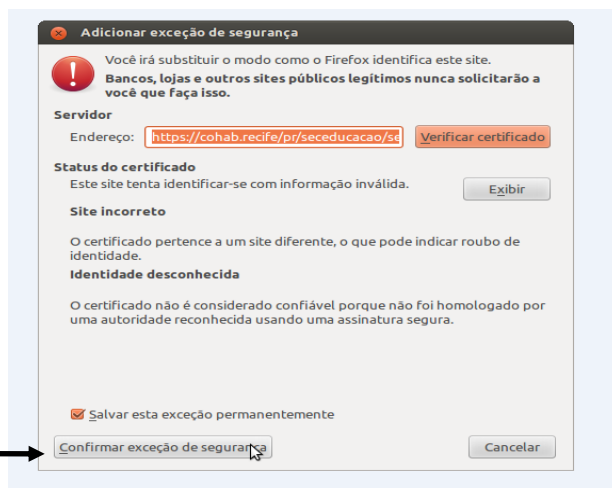 Adicionar exceção de segurança
Você irá substituir o modo como o Firefox identifica este site.
Bancos, lojas e outros sites públicos legítimos nunca solicitarão a
você que faça isso.
Servidor
Endereço: https://cohab.recife/pr/seceducacao/se Verificar certificado
Status do certificado
Este site tenta identificar-se com informação inválida. Exibir
Site incorreto
O certificado pertence a um site diferente, o que pode indicar roubo de
identidade.
Identidade desconhecida
O certificado não é considerado confiável porque não foi homologado por
uma autoridade reconhecida usando uma assinatura segura.
Salvar esta exceção permanentemente
Confirmar exceção de segurança Cancelar